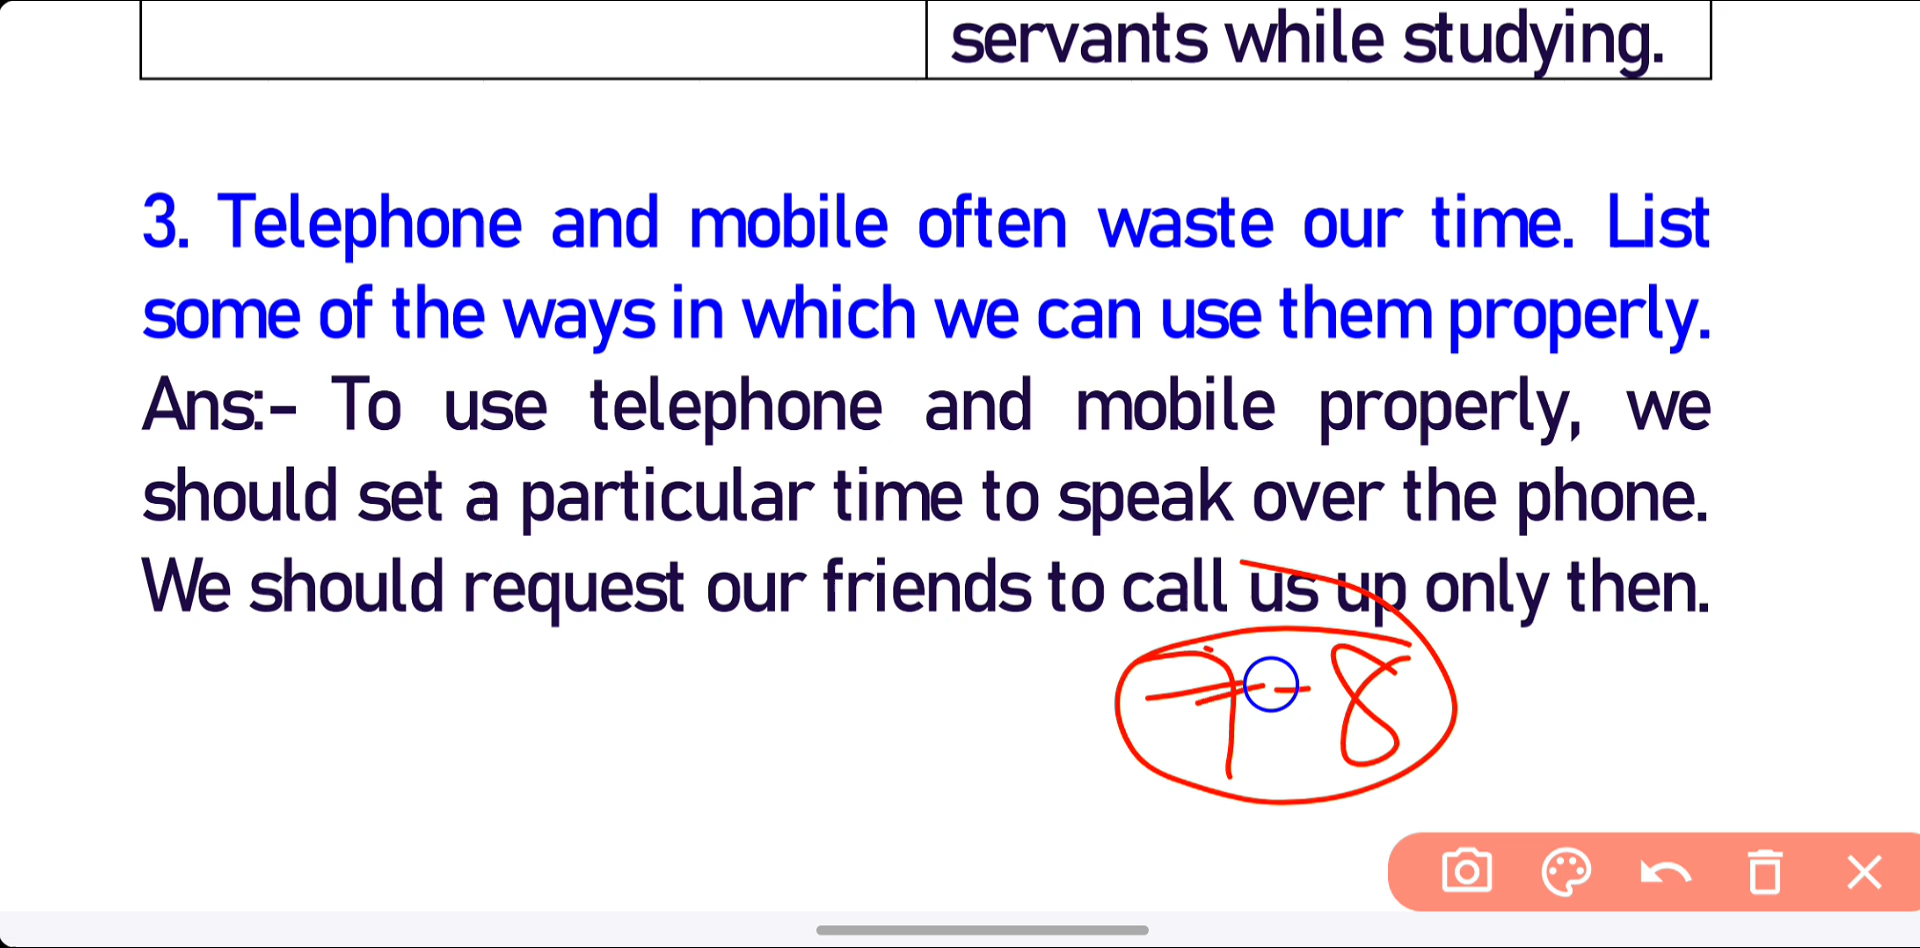 servants while studying.
3. Telephone and mobile often waste our time. List
some of the ways in which we can use them properly.
Ans:- To use telephone and mobile properly, we
should set a particular time to speak over the phone.
We should request our friends to call us up only then.
7-8